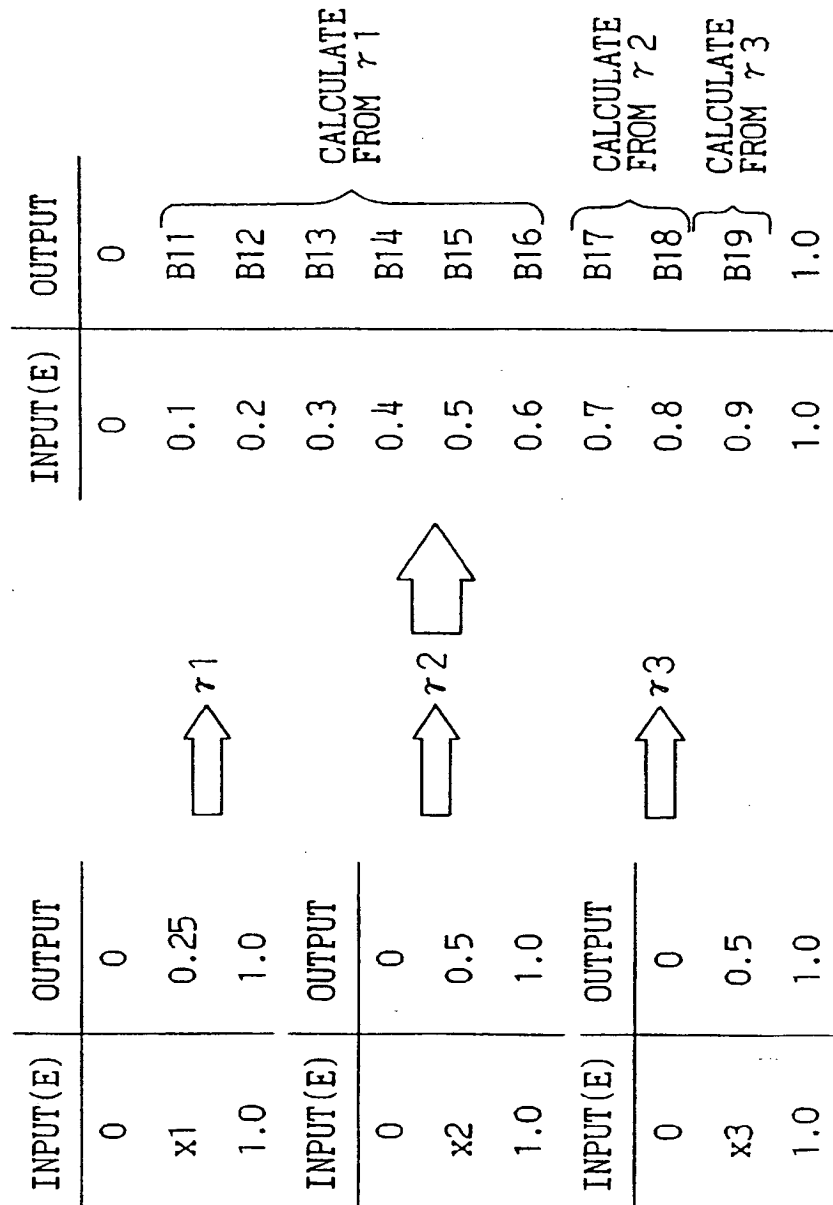 INPUT(E) OUTPUT
0 0
x1 0.25
1.0 1.0
INPUT(E) OUTPUT
0 0
x2 0.5
1.0 1.0
INPUT(E) OUTPUT
0 0
x3 0.5
1.0 1.0
γ1
γ2
γ3
INPUT(E) OUTPUT
0 0
0.1 B11
0.2 B12
0.3 B13
0.4 B14
0.5 B15
0.6 B16
0.7 B17
0.8 B18
0.9 B19
1.0 1.0
CALCULATE
FROM γ1
CALCULATE
FROM γ2
CALCULATE
FROM γ3